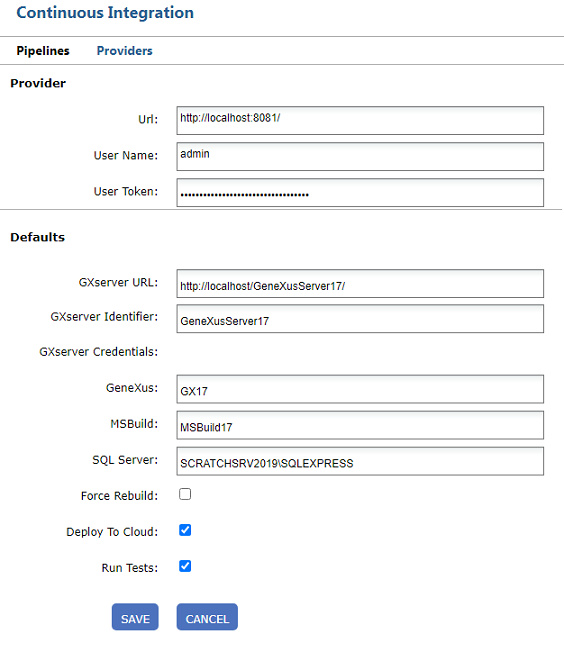 Continuous Integration
Pipelines Providers
Provider
Url: http://localhost:8081/
User Name: admin
User Token: ••••••••••••••••••••••••••••••••••
Defaults
GXserver URL: http://localhost/GeneXusServer17/
GXserver Identifier: GeneXusServer17
GXserver Credentials:
GeneXus: GX17
MSBuild: MSBuild17
SQL Server: SCRATCHSRV2019\SQLEXPRESS
Force Rebuild:
Deploy To Cloud:
Run Tests:
SAVE CANCEL